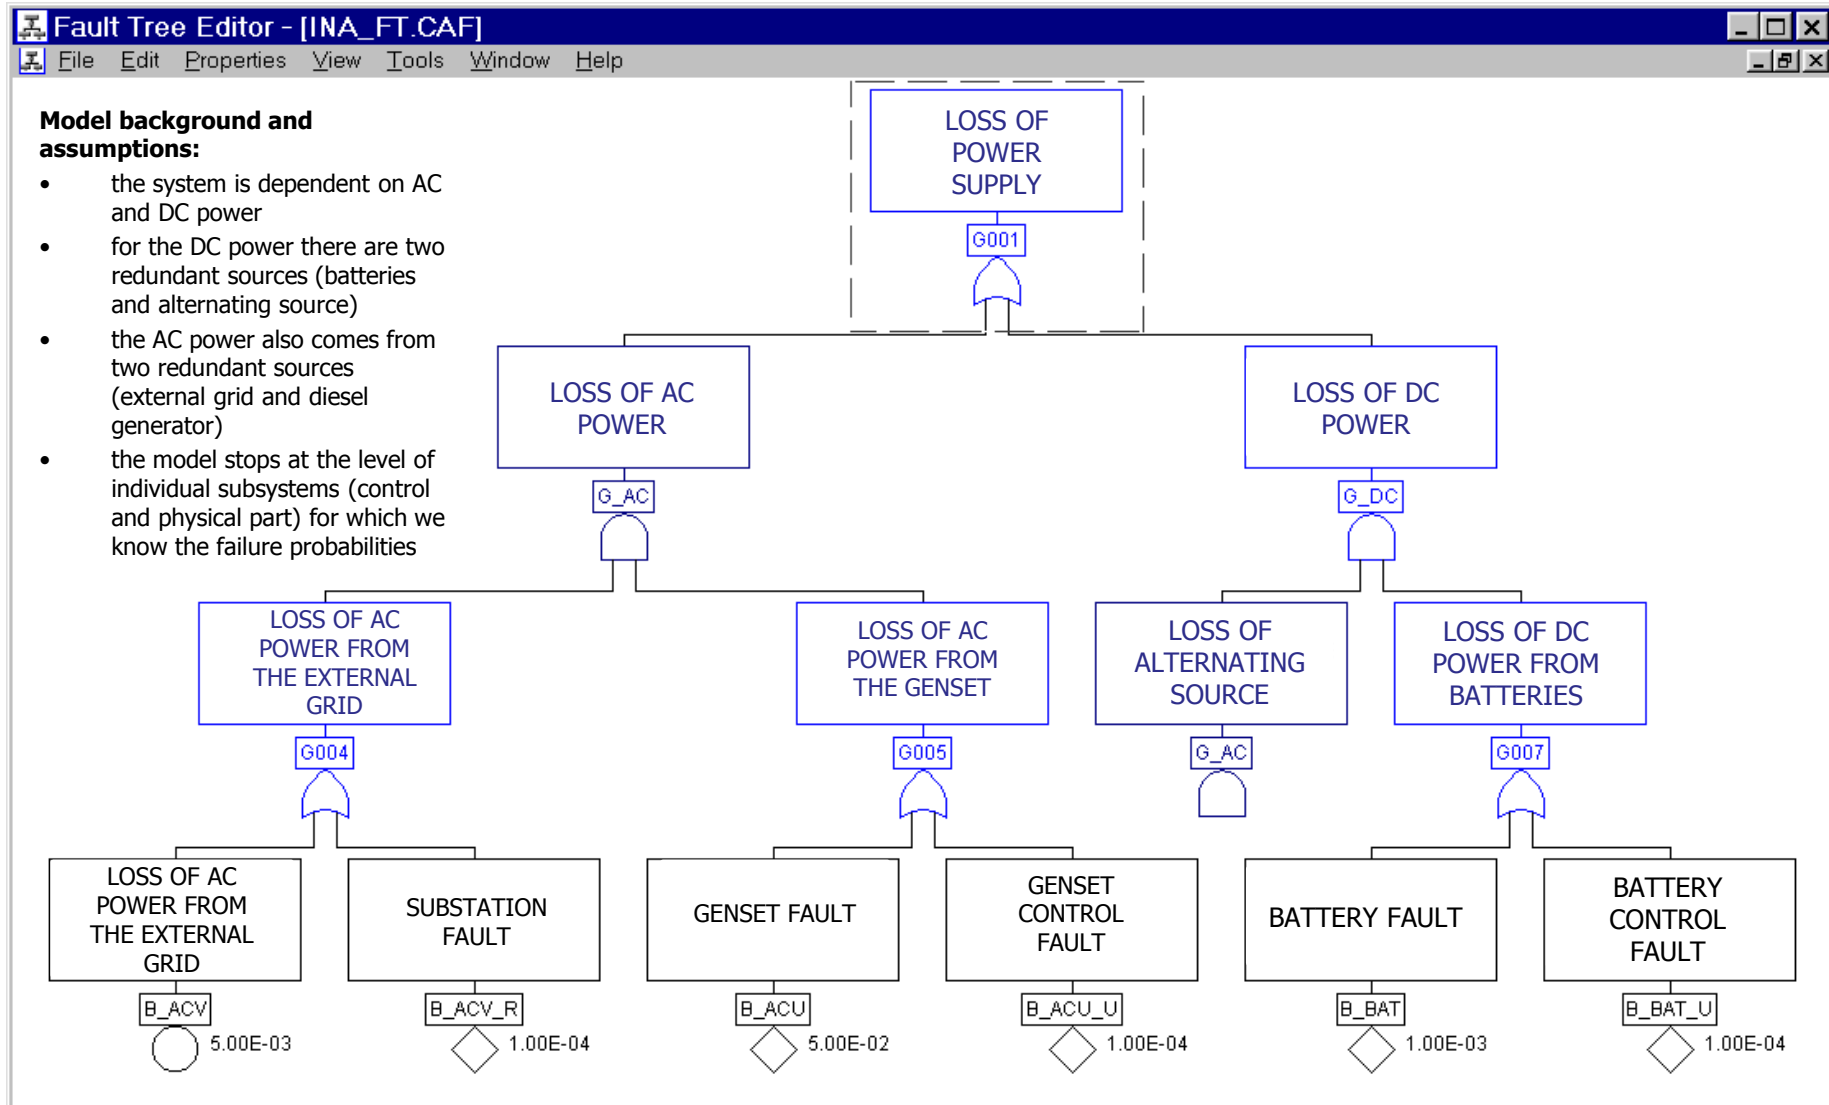 Fault Tree Editor - [INA_FT.CAF]
File Edit Properties View Tools Window Help
Model background and
assumptions:
• the system is dependent on AC
and DC power
• for the DC power there are two
redundant sources (batteries
and alternating source)
• the AC power also comes from
two redundant sources
(external grid and diesel
generator)
• the model stops at the level of
individual subsystems (control
and physical part) for which we
know the failure probabilities
LOSS OF
POWER
SUPPLY
G001
LOSS OF AC
POWER
G_AC
LOSS OF DC
POWER
G_DC
LOSS OF AC
POWER FROM
THE EXTERNAL
GRID
G004
LOSS OF AC
POWER FROM
THE GENSET
G005
LOSS OF
ALTERNATING
SOURCE
G_AC
LOSS OF DC
POWER FROM
BATTERIES
G007
LOSS OF AC
POWER FROM
THE EXTERNAL
GRID
B_ACV
5.00E-03
SUBSTATION
FAULT
B_ACV_R
1.00E-04
GENSET FAULT
B_ACU
5.00E-02
GENSET
CONTROL
FAULT
B_ACU_U
1.00E-04
BATTERY FAULT
B_BAT
1.00E-03
BATTERY
CONTROL
FAULT
B_BAT_U
1.00E-04